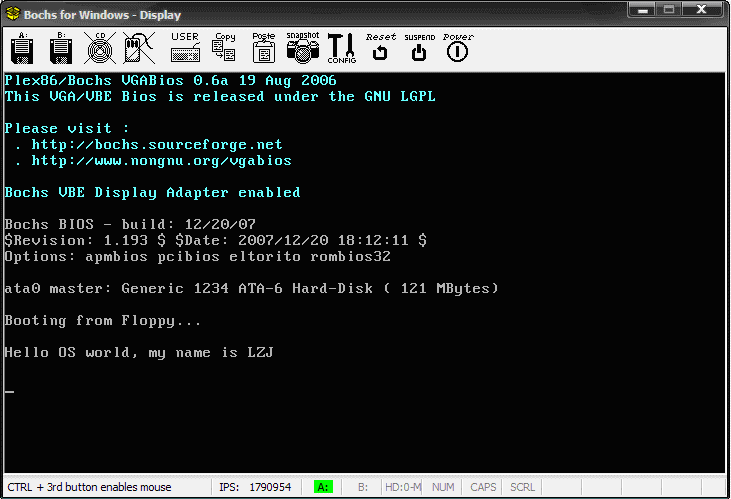 Bochs for Windows - Display
A: B: CD USER Copy Paste snapshot CONFIG Reset SUSPEND Power
Plex86/Bochs VGABios 0.6a 19 Aug 2006
This VGA/VBE Bios is released under the GNU LGPL
Please visit :
. http://bochs.sourceforge.net
. http://www.nongnu.org/vgabios
Bochs VBE Display Adapter enabled
Bochs BIOS - build: 12/20/07
$Revision: 1.193 $ $Date: 2007/12/20 18:12:11 $
Options: apmbios pcibios eltorito rombios32
ata0 master: Generic 1234 ATA-6 Hard-Disk ( 121 MBytes)
Booting from Floppy...
Hello OS world, my name is LZJ
_
CTRL + 3rd button enables mouse IPS: 1790954 A: B: HD:0-M NUM CAPS SCRL